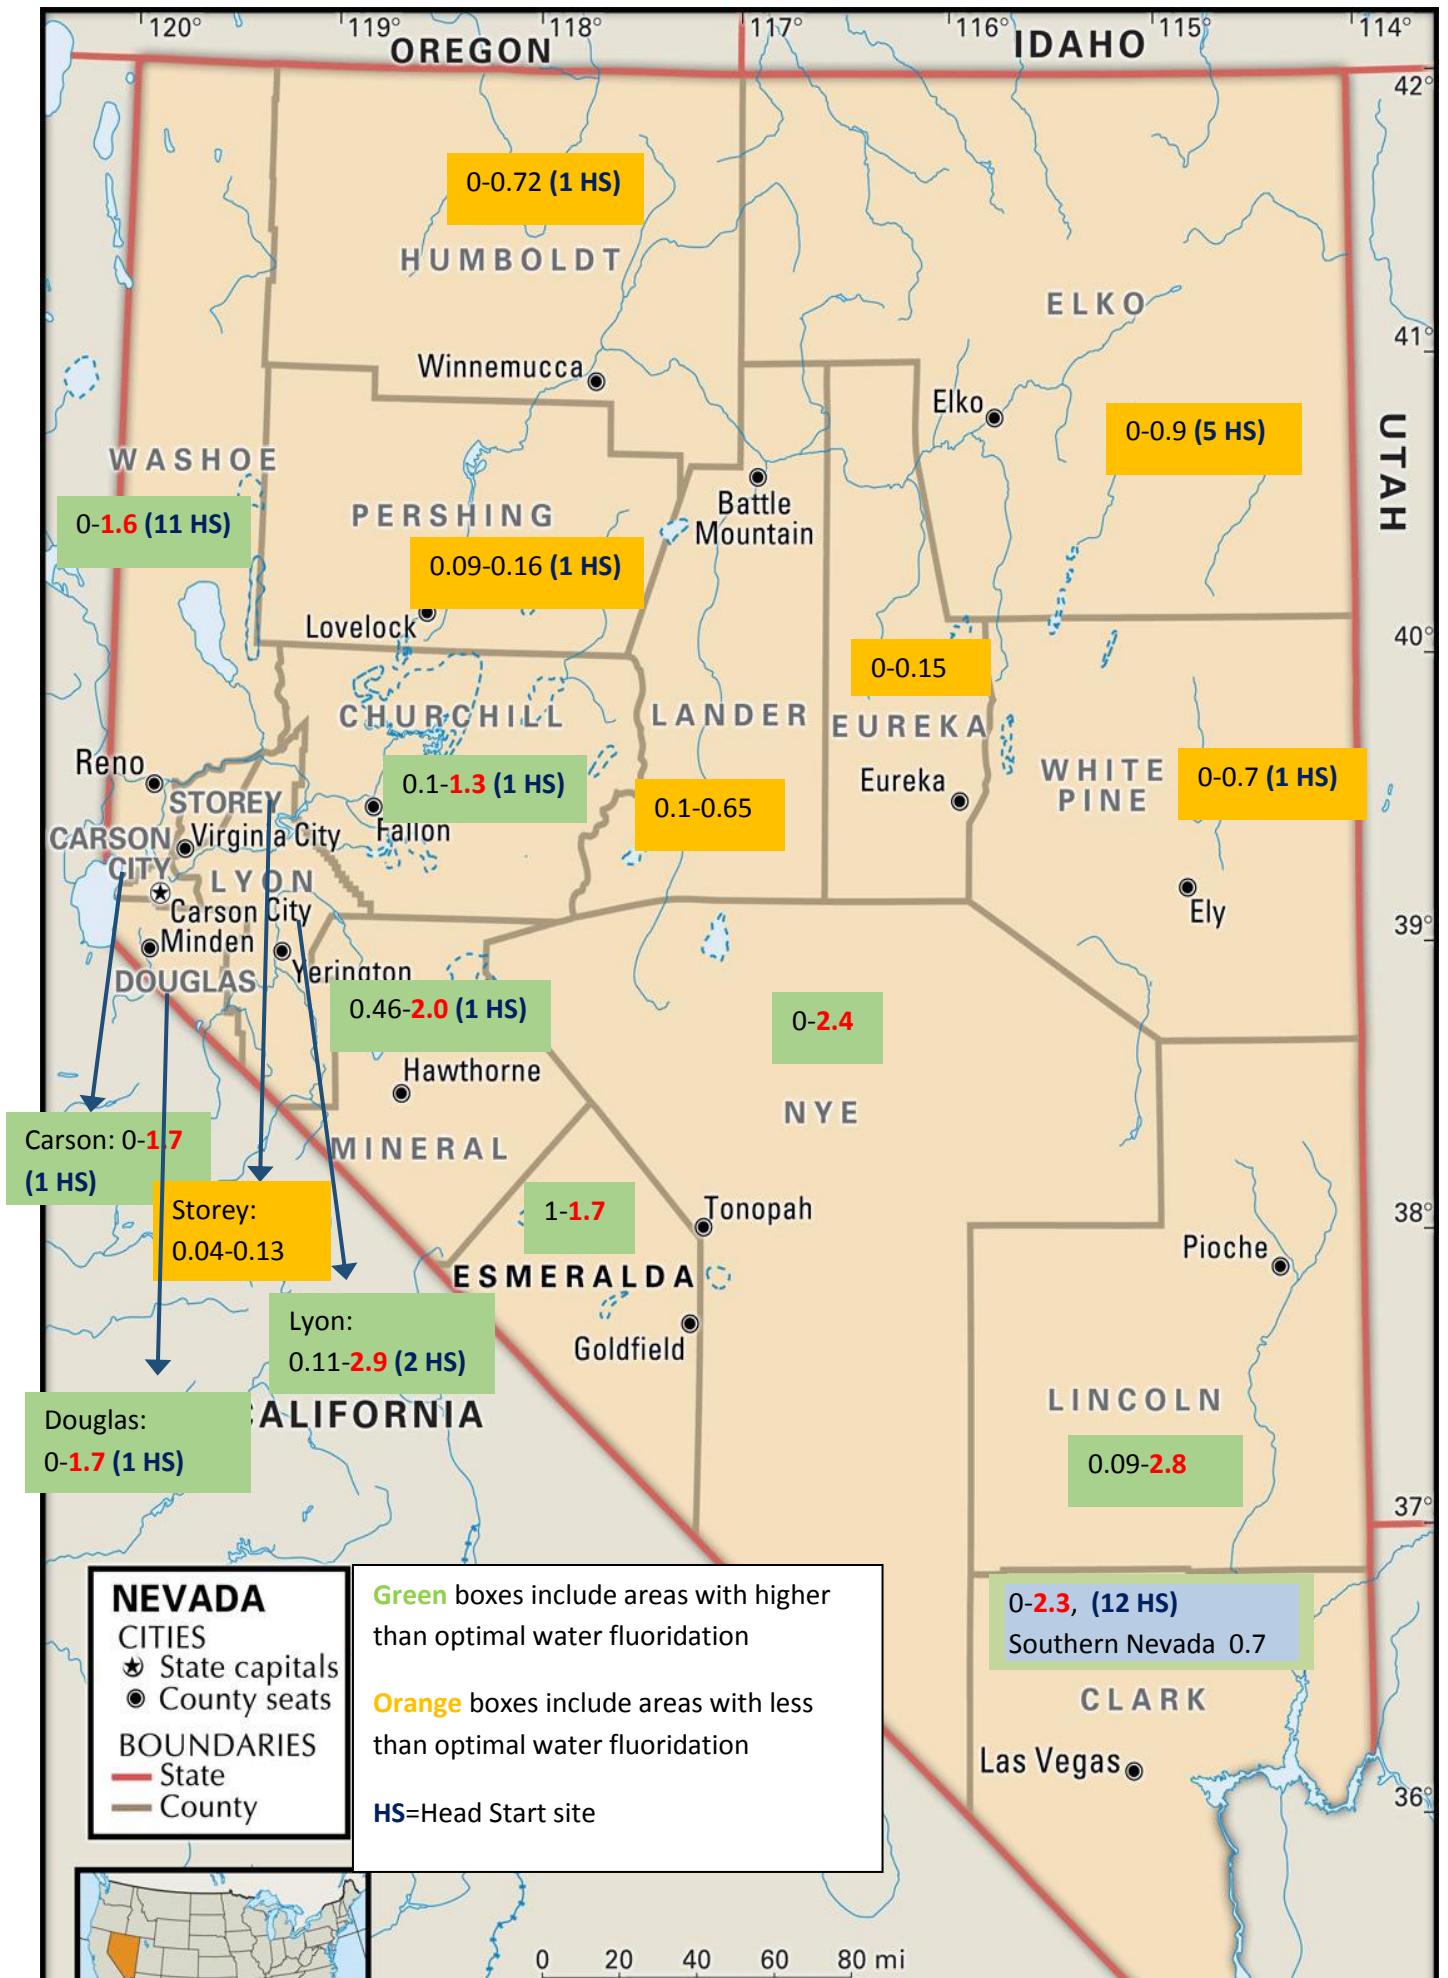 120° 119° 118° 117° 116° 115° 114°
OREGON IDAHO
42°
0-0.72 (1 HS)
HUMBOLDT
ELKO
41°
Winnemucca
Elko
0-0.9 (5 HS)
UTAH
WASHOE
Battle
Mountain
0-1.6 (11 HS)
PERSHING
0.09-0.16 (1 HS)
Lovelock
40°
0-0.15
CHURCHILL LANDER EUREKA
Reno
0.1-1.3 (1 HS)
Eureka
WHITE
PINE
0-0.7 (1 HS)
STOREY
0.1-0.65
Fallon
CARSON
CITY
Virginia City
LYON
Carson City
Ely
39°
Minden
DOUGLAS
Yerington
0.46-2.0 (1 HS)
0-2.4
Hawthorne
NYE
Carson: 0-1.7
(1 HS)
MINERAL
Storey:
0.04-0.13
1-1.7
Tonopah
38°
Pioche
ESMERALDA
Lyon:
0.11-2.9 (2 HS)
Goldfield
Douglas:
0-1.7 (1 HS)
ALIFORNIA
LINCOLN
0.09-2.8
37°
NEVADA
CITIES
State capitals
County seats
BOUNDARIES
State
County
Green boxes include areas with higher
than optimal water fluoridation
Orange boxes include areas with less
than optimal water fluoridation
HS=Head Start site
0-2.3, (12 HS)
Southern Nevada 0.7
CLARK
Las Vegas
36°
0 20 40 60 80 mi